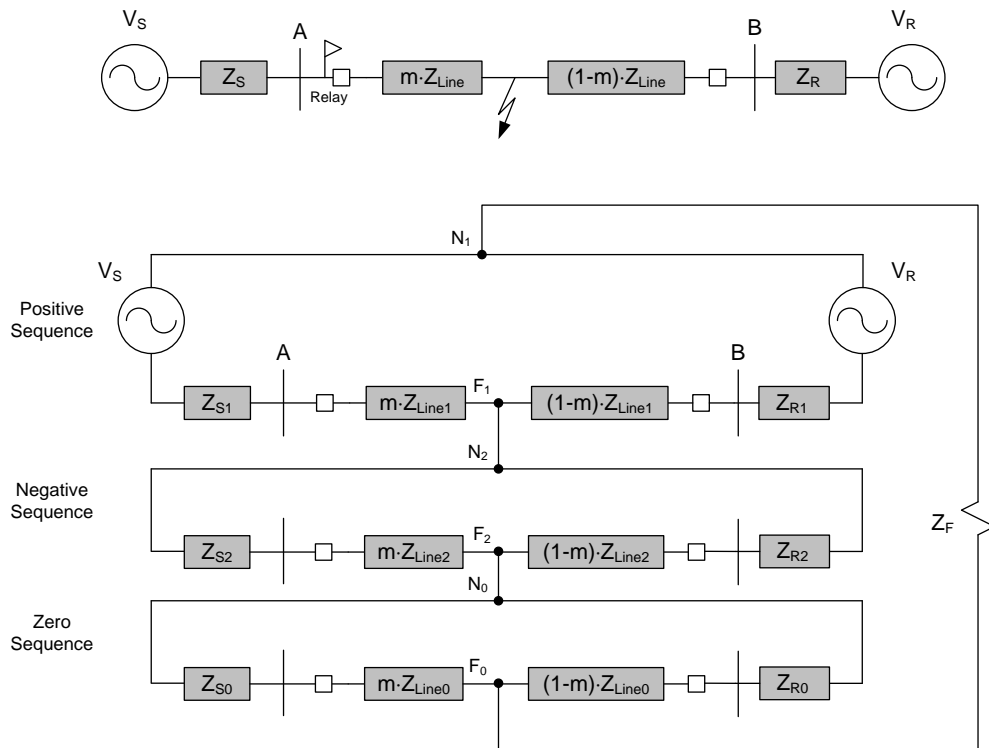 V_S A B V_R
Z_S m·Z_Line (1-m)·Z_Line Z_R
Relay
N_1
V_S V_R
Positive
Sequence
A B
F_1
Z_S1 m·Z_Line1 (1-m)·Z_Line1 Z_R1
N_2
Negative
Sequence
Z_F
F_2
Z_S2 m·Z_Line2 (1-m)·Z_Line2 Z_R2
N_0
Zero
Sequence
F_0
Z_S0 m·Z_Line0 (1-m)·Z_Line0 Z_R0